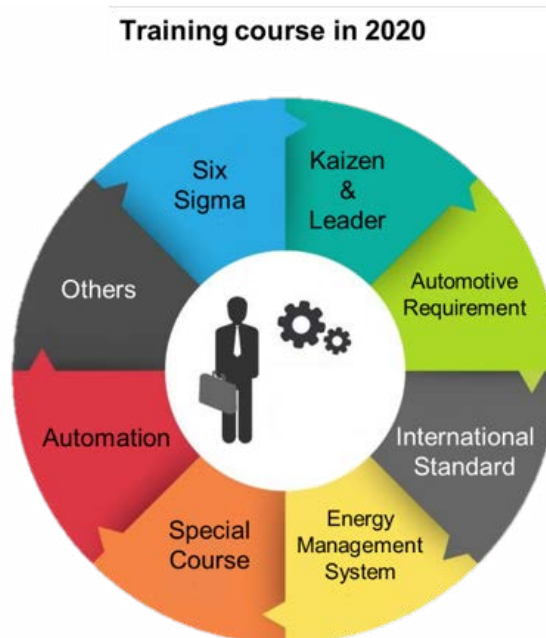 Training course in 2020
Six
Sigma
Kaizen
&
Leader
Automotive
Requirement
International
Standard
Energy
Management
System
Special
Course
Automation
Others